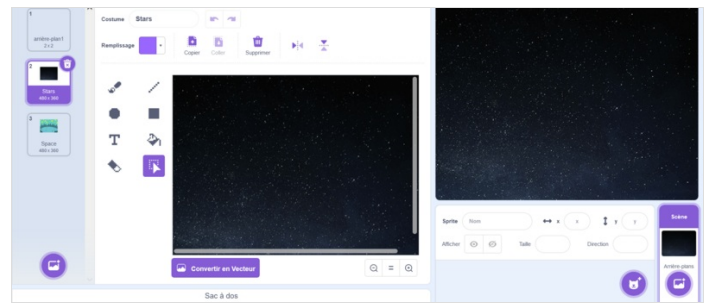 1
arrière-plan1
2 x 2
2
Stars
480 x 360
3
Space
480 x 360
Costume Stars
Remplissage
Copier Coller Supprimer
T
Convertir en Vecteur
=
Sac à dos
Sprite Nom x x y y
Afficher Taille Direction
Scène
Arrière-plans